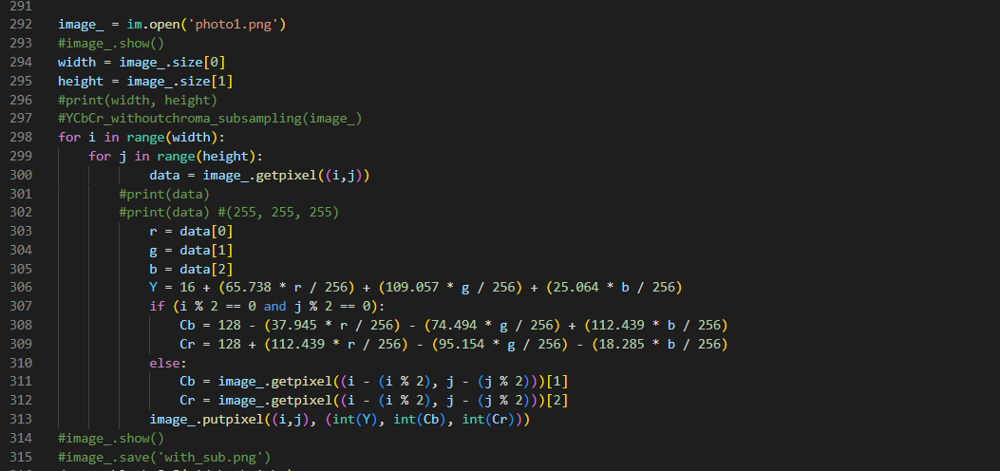 291
292 image_ = im.open('photo1.png')
293 #image_.show()
294 width = image_.size[0]
295 height = image_.size[1]
296 #print(width, height)
297 #YCbCr_withoutchroma_subsampling(image_)
298 for i in range(width):
299 for j in range(height):
300 data = image_.getpixel((i,j))
301 #print(data)
302 #print(data) #(255, 255, 255)
303 r = data[0]
304 g = data[1]
305 b = data[2]
306 Y = 16 + (65.738 * r / 256) + (109.057 * g / 256) + (25.064 * b / 256)
307 if (i % 2 == 0 and j % 2 == 0):
308 Cb = 128 - (37.945 * r / 256) - (74.494 * g / 256) + (112.439 * b / 256)
309 Cr = 128 + (112.439 * r / 256) - (95.154 * g / 256) - (18.285 * b / 256)
310 else:
311 Cb = image_.getpixel((i - (i % 2), j - (j % 2)))[1]
312 Cr = image_.getpixel((i - (i % 2), j - (j % 2)))[2]
313 image_.putpixel((i,j), (int(Y), int(Cb), int(Cr)))
314 #image_.show()
315 #image_.save('with_sub.png')